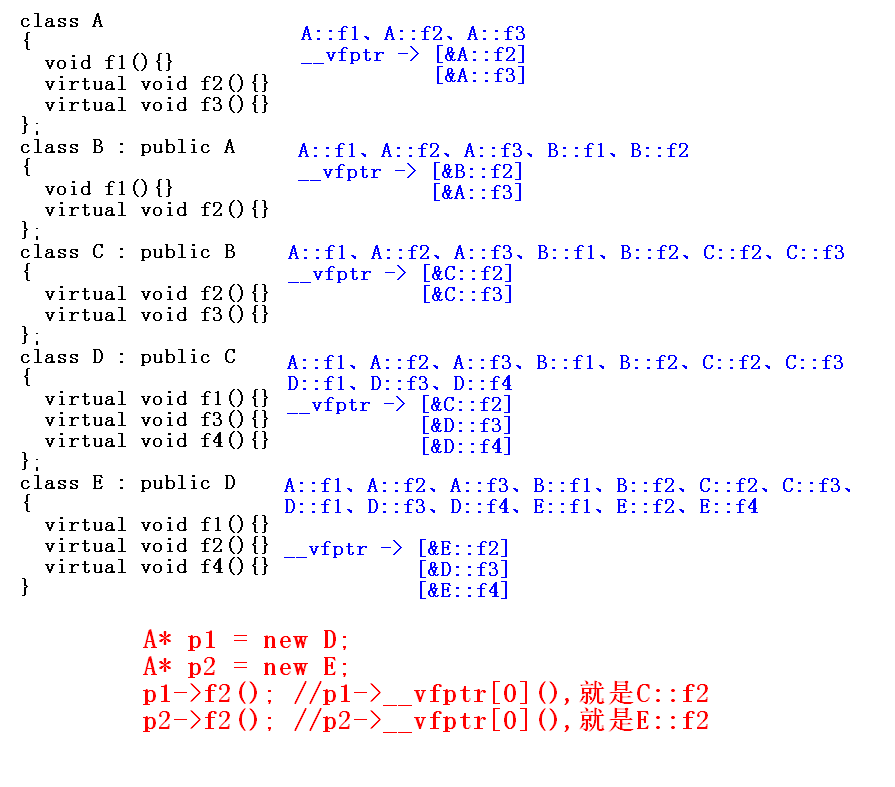 class A
{
void f1(){}
virtual void f2(){}
virtual void f3(){}
};
A::f1、A::f2、A::f3
__vfptr -> [&A::f2]
[&A::f3]
class B : public A
{
void f1(){}
virtual void f2(){}
};
A::f1、A::f2、A::f3、B::f1、B::f2
__vfptr -> [&B::f2]
[&A::f3]
class C : public B
{
virtual void f2(){}
virtual void f3(){}
};
A::f1、A::f2、A::f3、B::f1、B::f2、C::f2、C::f3
__vfptr -> [&C::f2]
[&C::f3]
class D : public C
{
virtual void f1(){}
virtual void f3(){}
virtual void f4(){}
};
A::f1、A::f2、A::f3、B::f1、B::f2、C::f2、C::f3
D::f1、D::f3、D::f4
__vfptr -> [&C::f2]
[&D::f3]
[&D::f4]
class E : public D
{
virtual void f1(){}
virtual void f2(){}
virtual void f4(){}
}
A::f1、A::f2、A::f3、B::f1、B::f2、C::f2、C::f3、
D::f1、D::f3、D::f4、E::f1、E::f2、E::f4
__vfptr -> [&E::f2]
[&D::f3]
[&E::f4]
A* p1 = new D;
A* p2 = new E;
p1->f2(); //p1->__vfptr[0](),就是C::f2
p2->f2(); //p2->__vfptr[0](),就是E::f2